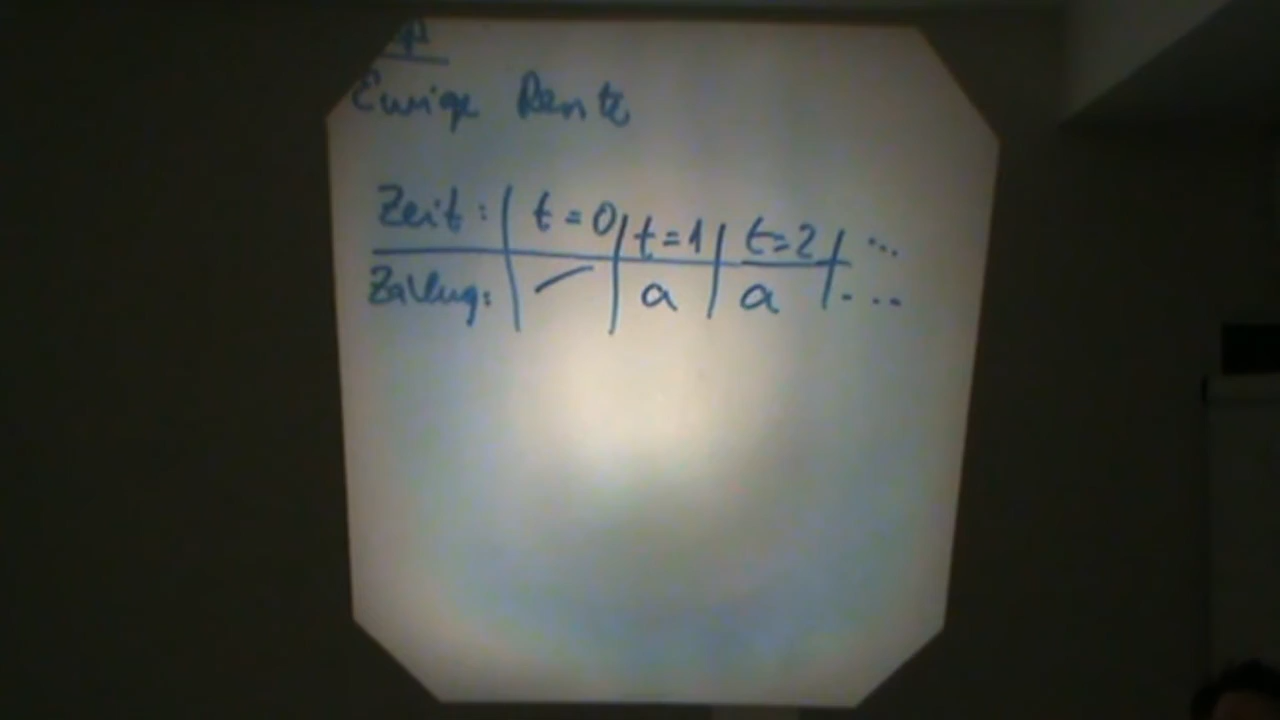 Ewige Rente
Zeit: | t=0 | t=1 | t=2 | ...
Zahlung: | — | a | a | ...